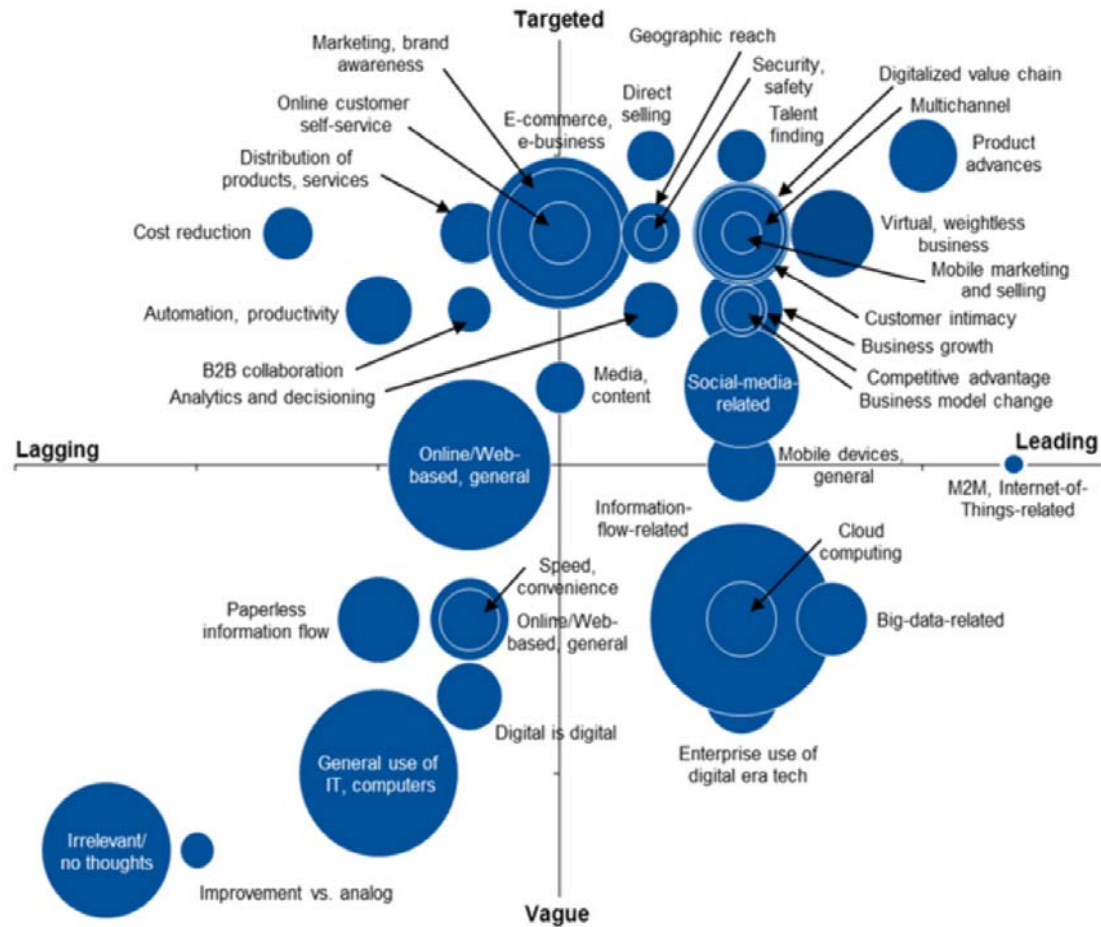 Targeted
Marketing, brand
awareness
Geographic reach
Security,
safety
Digitalized value chain
Online customer
self-service
E-commerce,
e-business
Direct
selling
Talent
finding
Multichannel
Distribution of
products, services
Product
advances
Cost reduction
Virtual, weightless
business
Mobile marketing
and selling
Automation, productivity
Customer intimacy
Business growth
B2B collaboration
Analytics and decisioning
Media,
content
Social-media-
related
Competitive advantage
Business model change
Lagging
Leading
Online/Web-
based, general
Mobile devices,
general
M2M, Internet-of-
Things-related
Information-
flow-related
Cloud
computing
Speed,
convenience
Paperless
information flow
Online/Web-
based, general
Big-data-related
Digital is digital
General use of
IT, computers
Enterprise use of
digital era tech
Irrelevant/
no thoughts
Improvement vs. analog
Vague